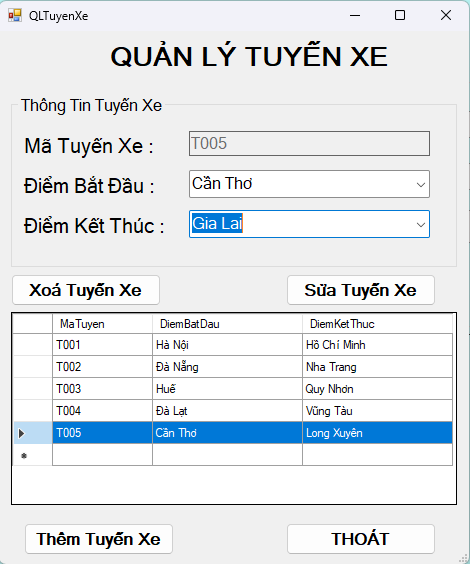 QLTuyenXe
QUẢN LÝ TUYẾN XE
Thông Tin Tuyến Xe
Mã Tuyến Xe : T005
Điểm Bắt Đầu : Cần Thơ
Điểm Kết Thúc : Gia Lai
Xoá Tuyến Xe Sửa Tuyến Xe
MaTuyen DiemBatDau DiemKetThuc
T001 Hà Nội Hồ Chí Minh
T002 Đà Nẵng Nha Trang
T003 Huế Quy Nhơn
T004 Đà Lạt Vũng Tàu
T005 Cần Thơ Long Xuyên
Thêm Tuyến Xe THOÁT